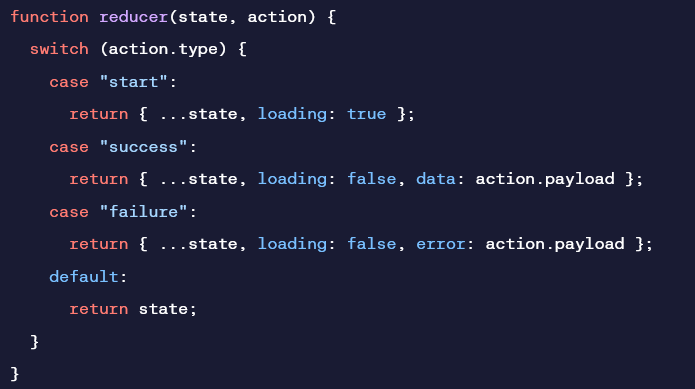 function reducer(state, action) {
  switch (action.type) {
    case "start":
      return { ...state, loading: true };
    case "success":
      return { ...state, loading: false, data: action.payload };
    case "failure":
      return { ...state, loading: false, error: action.payload };
    default:
      return state;
  }
}